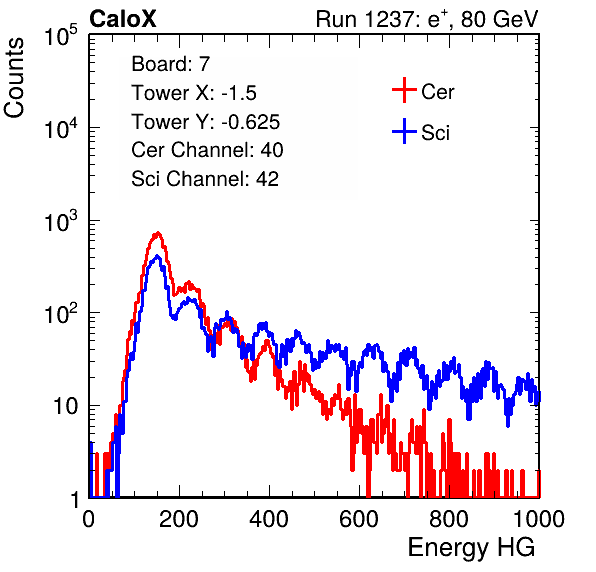 CaloX Run 1237: e⁺, 80 GeV
Counts
10⁵
10⁴
10³
10²
10
1
Board: 7
Tower X: -1.5
Tower Y: -0.625
Cer Channel: 40
Sci Channel: 42
Cer
Sci
0 200 400 600 800 1000
Energy HG